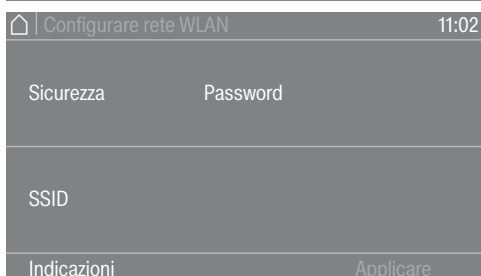 Configurare rete WLAN 11:02
Sicurezza Password
SSID
Indicazioni Applicare